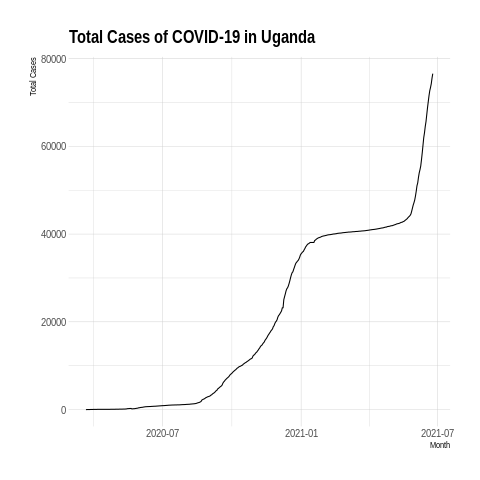 Total Cases of COVID-19 in Uganda
Total Cases
80000
60000
40000
20000
0
2020-07
2021-01
2021-07
Month